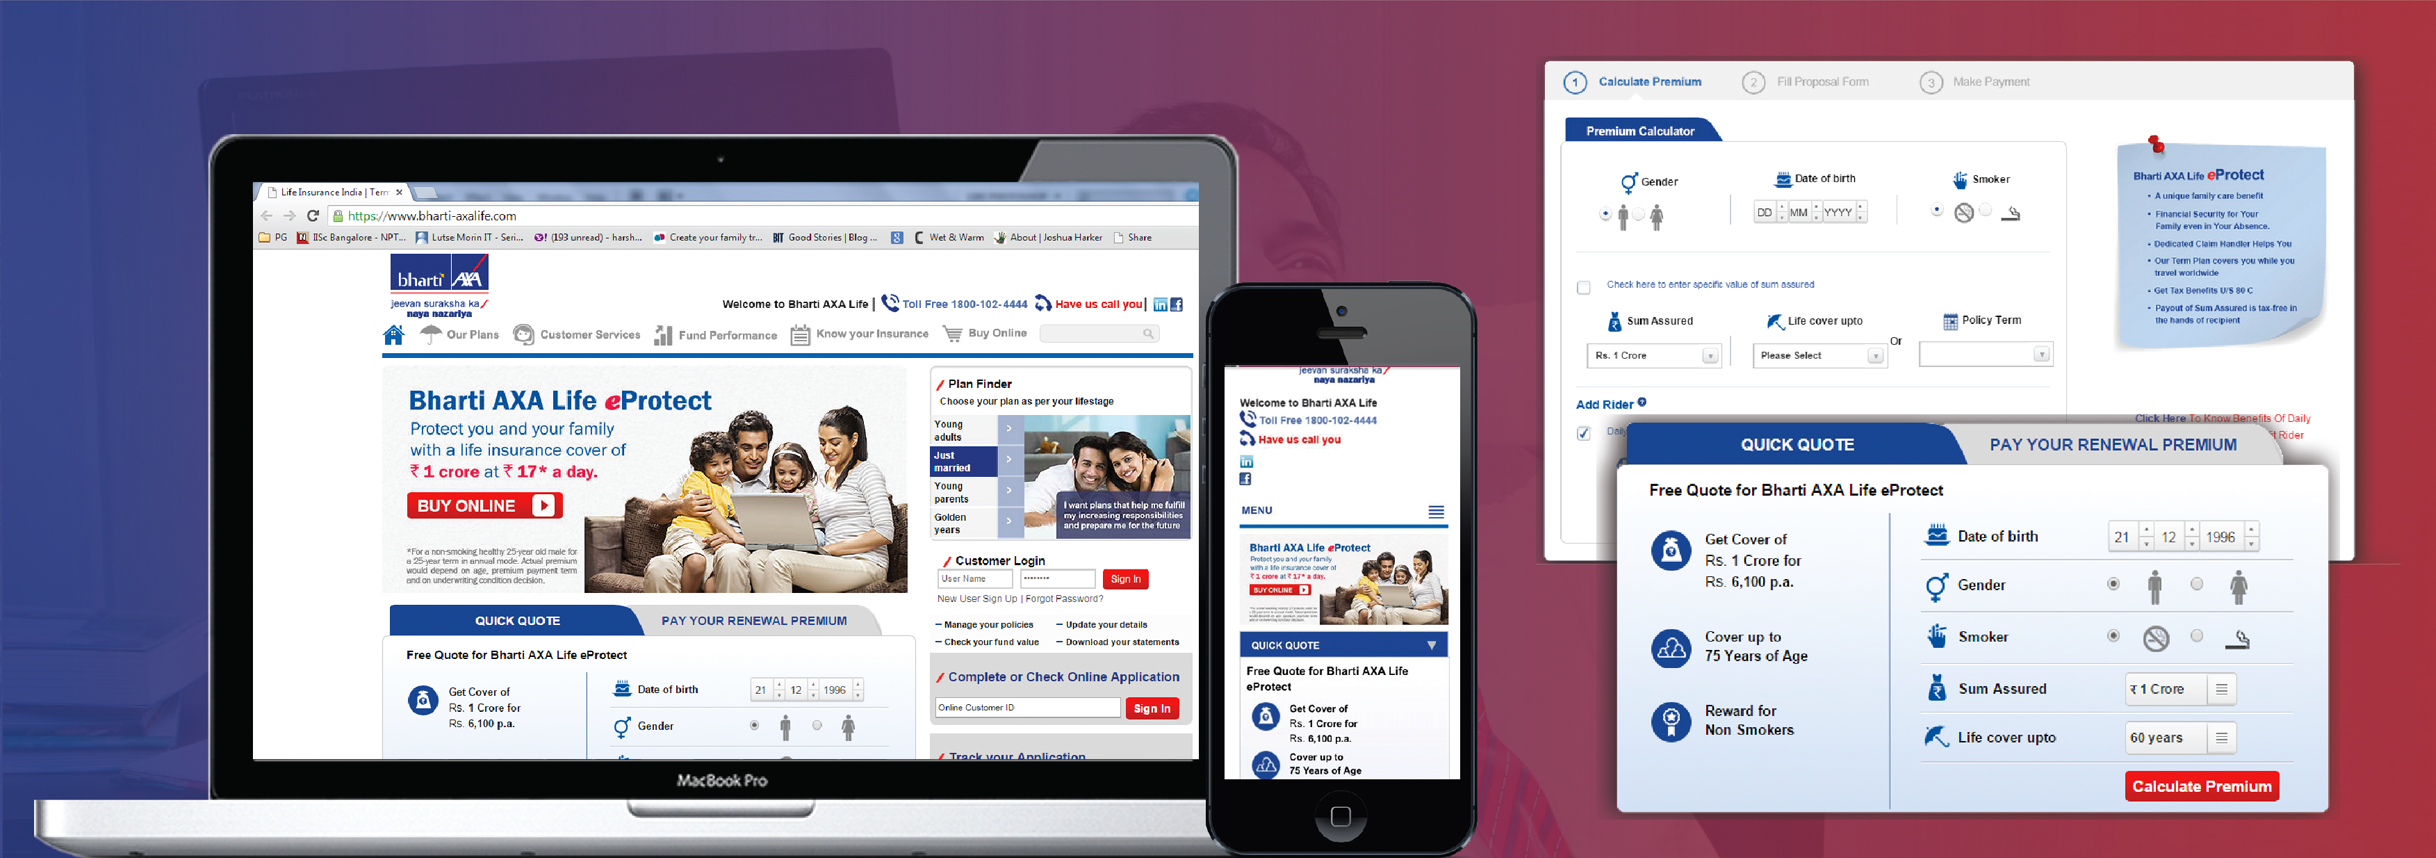 Life Insurance India | Term
https://www.bharti-axalife.com
PG
IISc Bangalore - NPT...
Lutse Morin IT - Seri...
(193 unread) - harsh...
Create your family tr...
BIT Good Stories | Blog ...
Wet & Warm
About | Joshua Harker
Share
bharti AXA
jeevan suraksha ka
naya nazariya
Welcome to Bharti AXA Life | Toll Free 1800-102-4444 Have us call you |
Our Plans
Customer Services
Fund Performance
Know your Insurance
Buy Online
Bharti AXA Life eProtect
Protect you and your family
with a life insurance cover of
₹ 1 crore at ₹ 17* a day.
BUY ONLINE
*For a non-smoking healthy 25-year old male for
a 25-year term in annual mode. Actual premium
would depend on age, premium payment term
and on underwriting condition decision.
Plan Finder
Choose your plan as per your lifestage
Young
adults
Just
married
Young
parents
Golden
years
I want plans that help me fulfill
my increasing responsibilities
and prepare me for the future
Customer Login
User Name
Sign In
New User Sign Up | Forgot Password?
– Manage your policies – Update your details
– Check your fund value – Download your statements
Complete or Check Online Application
Online Customer ID
Sign In
Track your Application
QUICK QUOTE
PAY YOUR RENEWAL PREMIUM
Free Quote for Bharti AXA Life eProtect
Get Cover of
Rs. 1 Crore for
Rs. 6,100 p.a.
Date of birth 21 12 1996
Gender
MacBook Pro
jeevan suraksha ka
naya nazariya
Welcome to Bharti AXA Life
Toll Free 1800-102-4444
Have us call you
MENU
Bharti AXA Life eProtect
Protect you and your family
with a life insurance cover of
₹ 1 crore at ₹ 17* a day.
BUY ONLINE
QUICK QUOTE
Free Quote for Bharti AXA Life
eProtect
Get Cover of
Rs. 1 Crore for
Rs. 6,100 p.a.
Cover up to
75 Years of Age
1 Calculate Premium
2 Fill Proposal Form
3 Make Payment
Premium Calculator
Gender
Date of birth
Smoker
DD MM YYYY
Check here to enter specific value of sum assured
Sum Assured
Life cover upto
Policy Term
Rs. 1 Crore
Please Select
Or
Add Rider
Bharti AXA Life eProtect
• A unique family care benefit
• Financial Security for Your
Family even in Your Absence.
• Dedicated Claim Handler Helps You
• Our Term Plan covers you while you
travel worldwide
• Get Tax Benefits U/S 80 C
• Payout of Sum Assured is tax-free in
the hands of recipient
Click Here To Know Benefits Of Daily
Rider
QUICK QUOTE
PAY YOUR RENEWAL PREMIUM
Free Quote for Bharti AXA Life eProtect
Get Cover of
Rs. 1 Crore for
Rs. 6,100 p.a.
Cover up to
75 Years of Age
Reward for
Non Smokers
Date of birth 21 12 1996
Gender
Smoker
Sum Assured ₹ 1 Crore
Life cover upto 60 years
Calculate Premium